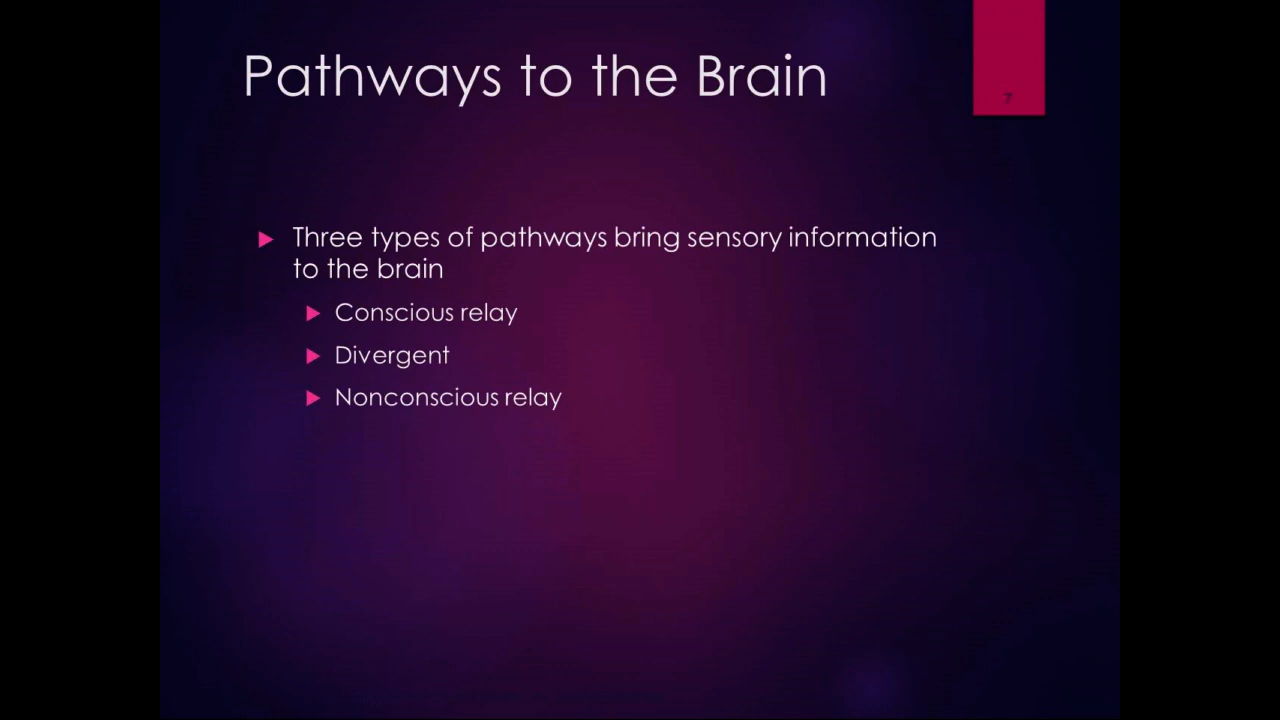 Pathways to the Brain
7
Three types of pathways bring sensory information
to the brain
Conscious relay
Divergent
Nonconscious relay